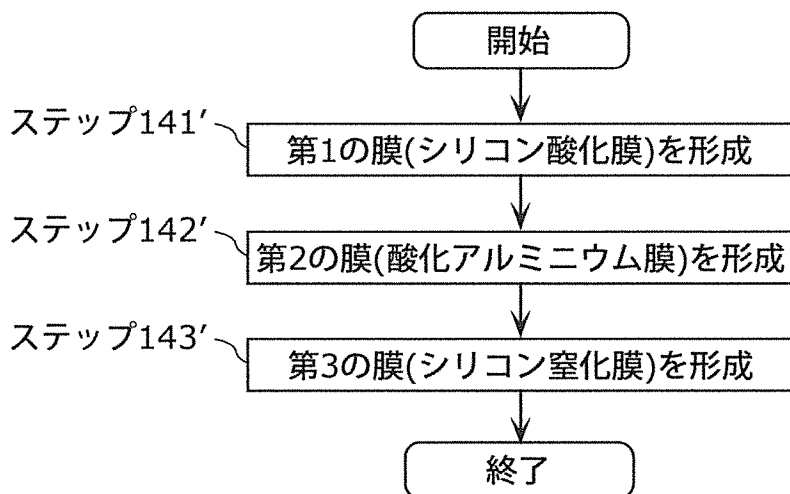 開始
ステップ141′
第1の膜(シリコン酸化膜)を形成
ステップ142′
第2の膜(酸化アルミニウム膜)を形成
ステップ143′
第3の膜(シリコン窒化膜)を形成
終了